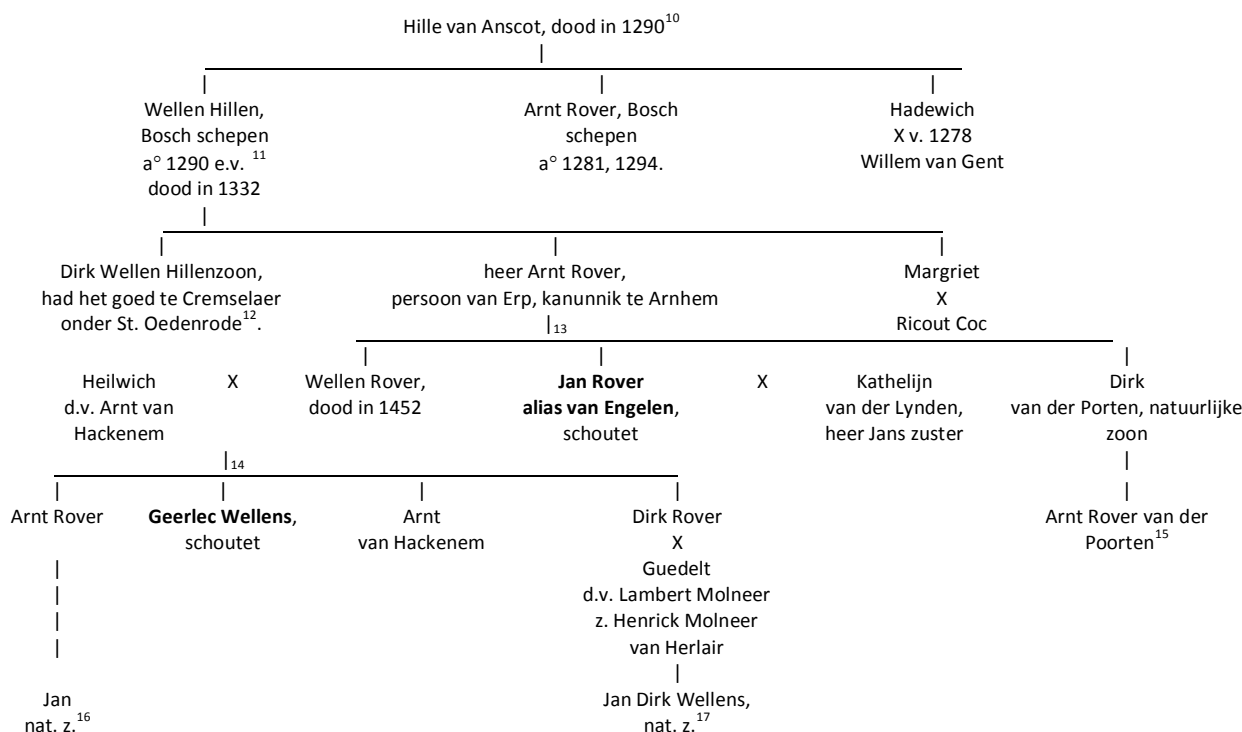 Hille van Anscot, dood in 1290 10
Wellen Hillen,
Bosch schepen
a° 1290 e.v. 11
dood in 1332
Arnt Rover, Bosch
schepen
a° 1281, 1294.
Hadewich
X v. 1278
Willem van Gent
Dirk Wellen Hillenzoon,
had het goed te Cremselaer
onder St. Oedenrode12.
heer Arnt Rover,
persoon van Erp, kanunnik te Arnhem
13
Margriet
X
Ricout Coc
Heilwich
d.v. Arnt van
Hackenem
X
Wellen Rover,
dood in 1452
Jan Rover
alias van Engelen,
schoutet
X
Kathelijn
van der Lynden,
heer Jans zuster
Dirk
van der Porten, natuurlijke
zoon
14
Arnt Rover
Geerlec Wellens,
schoutet
Arnt
van Hackenem
Dirk Rover
X
Guedelt
d.v. Lambert Molneer
z. Henrick Molneer
van Herlair
Arnt Rover van der
Poorten15
Jan
nat. z.16
Jan Dirk Wellens,
nat. z.17